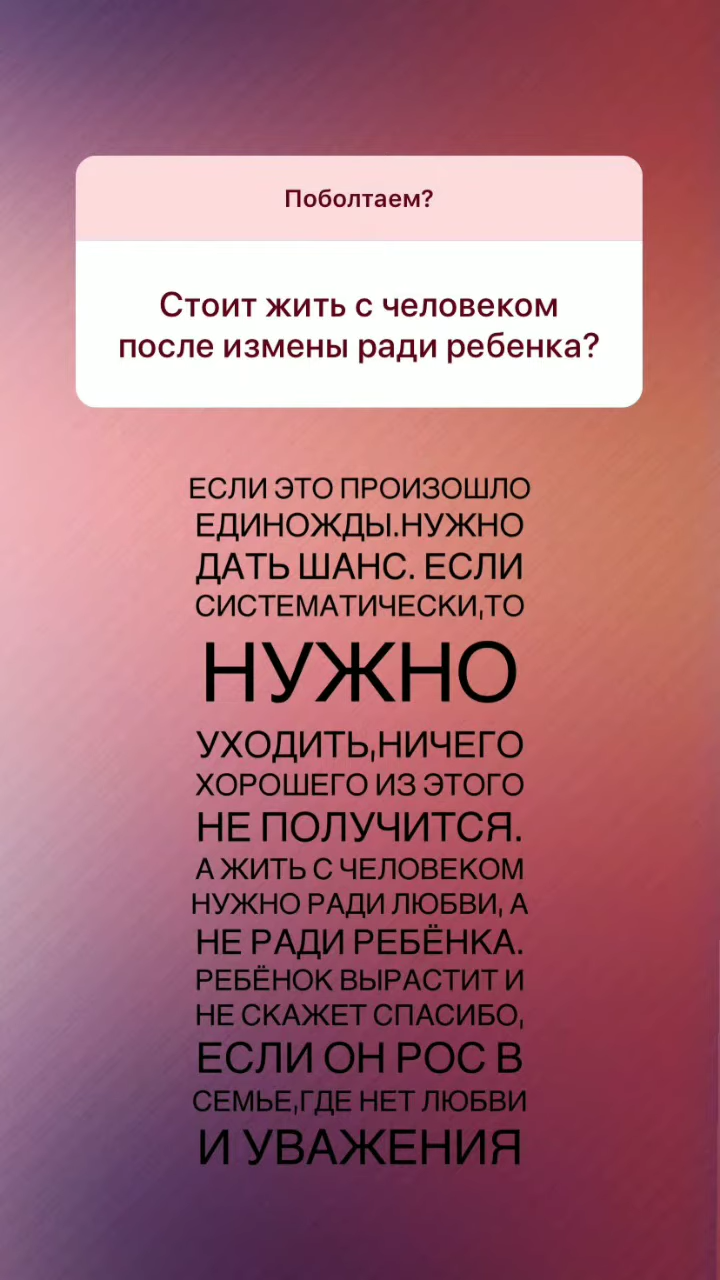 Поболтаем?
Стоит жить с человеком
после измены ради ребенка?
ЕСЛИ ЭТО ПРОИЗОШЛО
ЕДИНОЖДЫ.НУЖНО
ДАТЬ ШАНС. ЕСЛИ
СИСТЕМАТИЧЕСКИ,ТО
НУЖНО
УХОДИТЬ,НИЧЕГО
ХОРОШЕГО ИЗ ЭТОГО
НЕ ПОЛУЧИТСЯ.
А ЖИТЬ С ЧЕЛОВЕКОМ
НУЖНО РАДИ ЛЮБВИ, А
НЕ РАДИ РЕБЁНКА.
РЕБЁНОК ВЫРАСТИТ И
НЕ СКАЖЕТ СПАСИБО,
ЕСЛИ ОН РОС В
СЕМЬЕ,ГДЕ НЕТ ЛЮБВИ
И УВАЖЕНИЯ